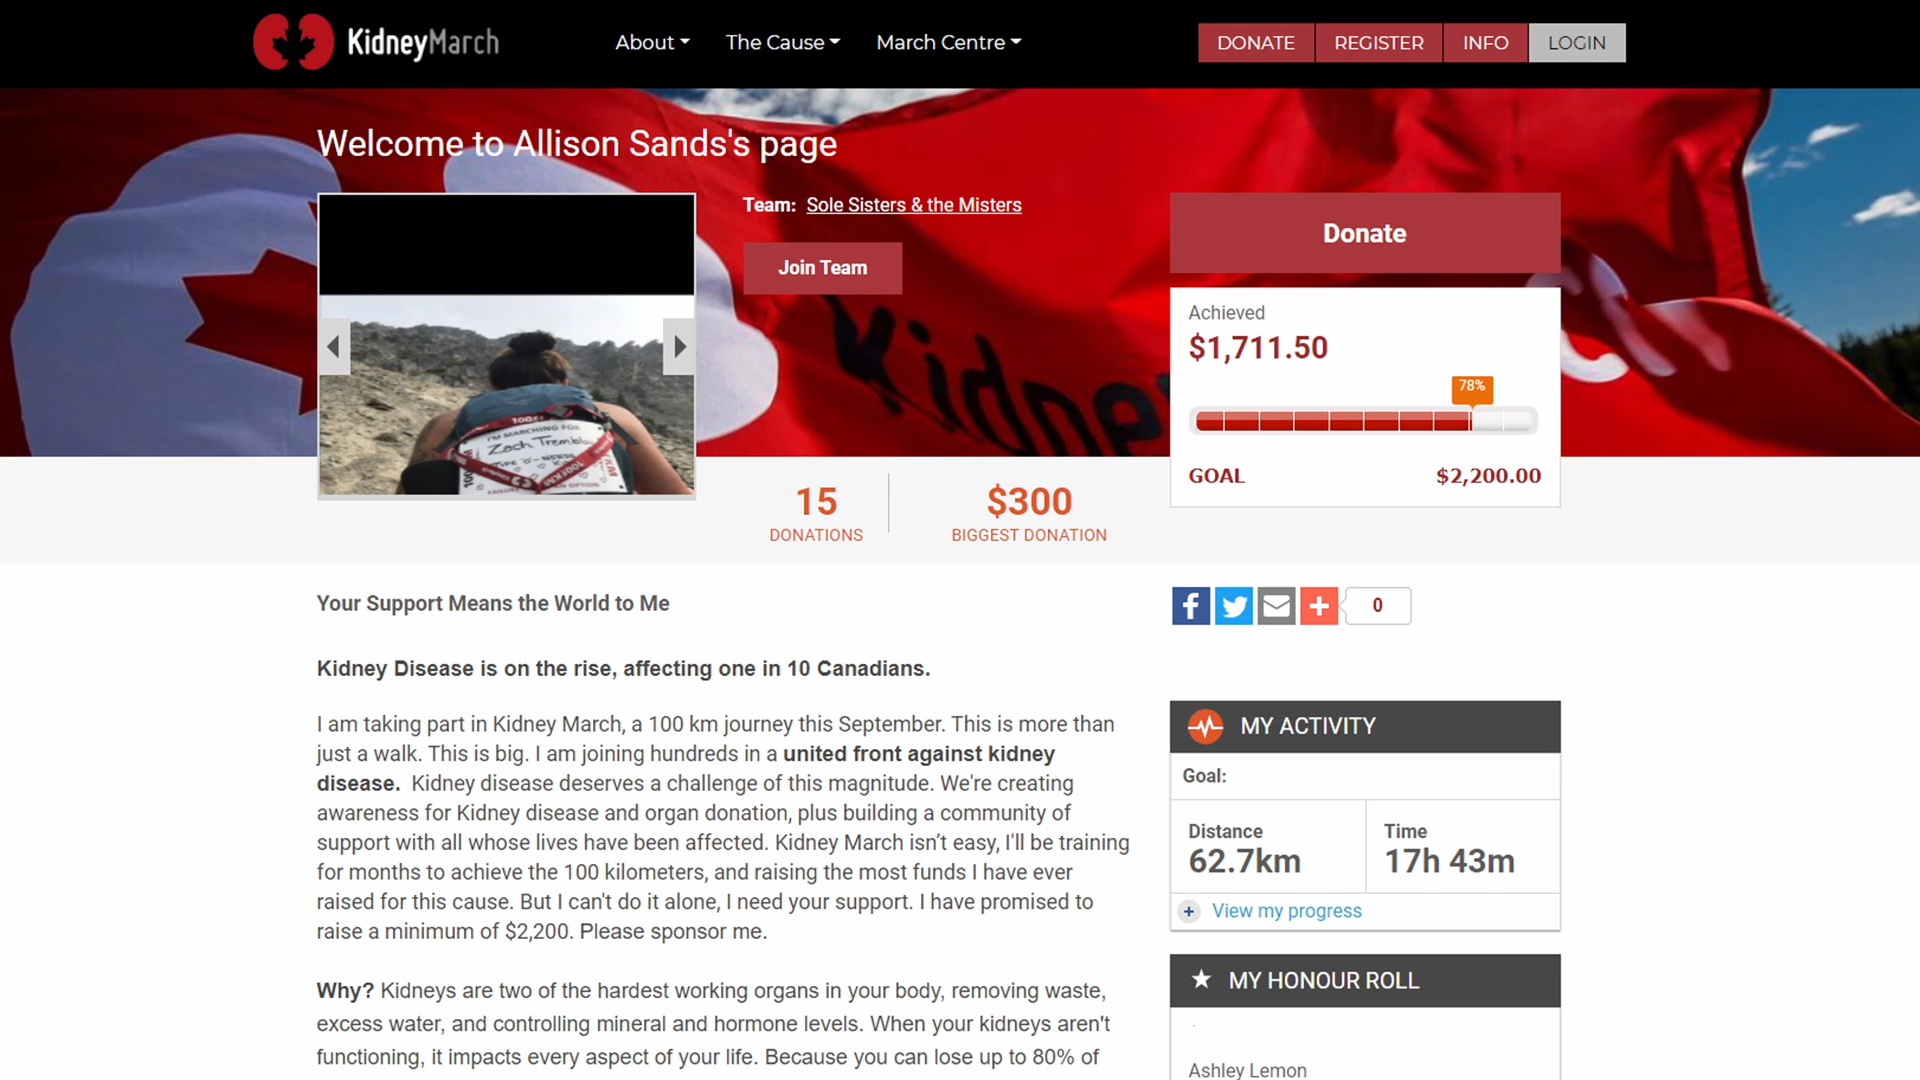 KidneyMarch
About
The Cause
March Centre
DONATE
REGISTER
INFO
LOGIN
Welcome to Allison Sands's page
Team: Sole Sisters & the Misters
Join Team
Donate
Achieved
$1,711.50
78%
GOAL $2,200.00
Kidney
100K
I'M MARCHING FOR
Zach Tremblay
15
DONATIONS
$300
BIGGEST DONATION
Your Support Means the World to Me
0
Kidney Disease is on the rise, affecting one in 10 Canadians.
I am taking part in Kidney March, a 100 km journey this September. This is more than
just a walk. This is big. I am joining hundreds in a united front against kidney
disease.  Kidney disease deserves a challenge of this magnitude. We're creating
awareness for Kidney disease and organ donation, plus building a community of
support with all whose lives have been affected. Kidney March isn’t easy, I'll be training
for months to achieve the 100 kilometers, and raising the most funds I have ever
raised for this cause. But I can't do it alone, I need your support. I have promised to
raise a minimum of $2,200. Please sponsor me.
Why? Kidneys are two of the hardest working organs in your body, removing waste,
excess water, and controlling mineral and hormone levels. When your kidneys aren't
functioning, it impacts every aspect of your life. Because you can lose up to 80% of
MY ACTIVITY
Goal:
Distance
62.7km
Time
17h 43m
View my progress
MY HONOUR ROLL
Ashley Lemon